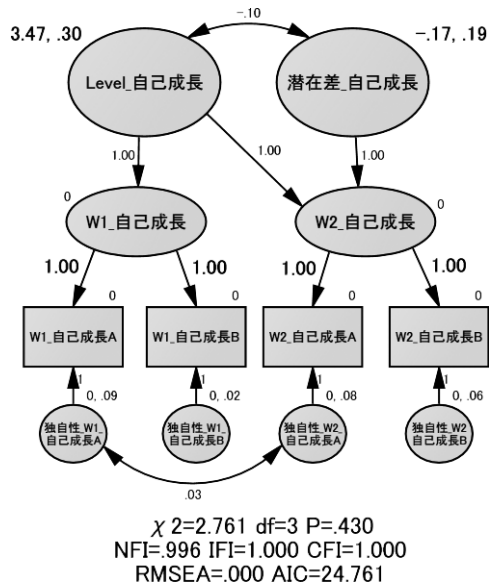 3.47, .30
-.10
-.17, .19
Level_自己成長
潜在差_自己成長
1.00
1.00
1.00
0
W1_自己成長
W2_自己成長
0
1.00
1.00
1.00
1.00
0
0
0
0
W1_自己成長A
W1_自己成長B
W2_自己成長A
W2_自己成長B
1
0, .09
1
0, .02
1
0, .08
1
0, .06
独自性_W1_
自己成長A
独自性_W1_
自己成長B
独自性_W2_
自己成長A
独自性_W2
自己成長B
.03
χ2=2.761 df=3 P=.430
NFI=.996 IFI=1.000 CFI=1.000
RMSEA=.000 AIC=24.761